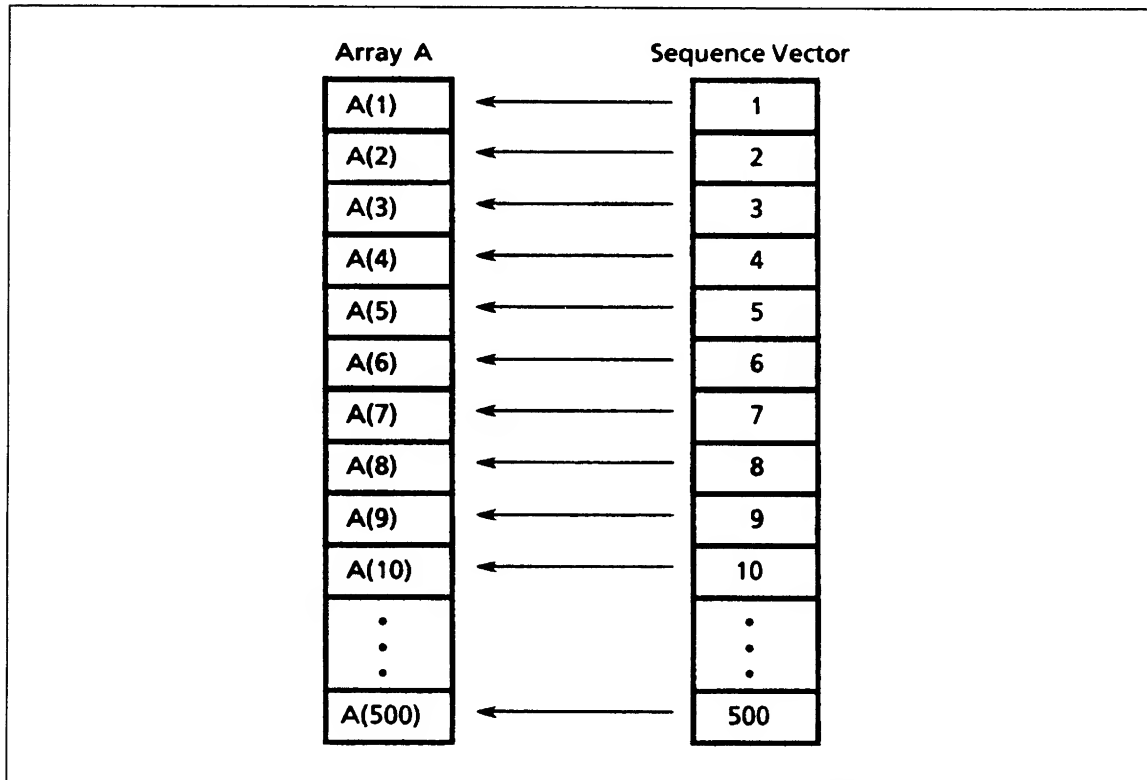 Array A Sequence Vector
A(1) 1
A(2) 2
A(3) 3
A(4) 4
A(5) 5
A(6) 6
A(7) 7
A(8) 8
A(9) 9
A(10) 10
A(500) 500